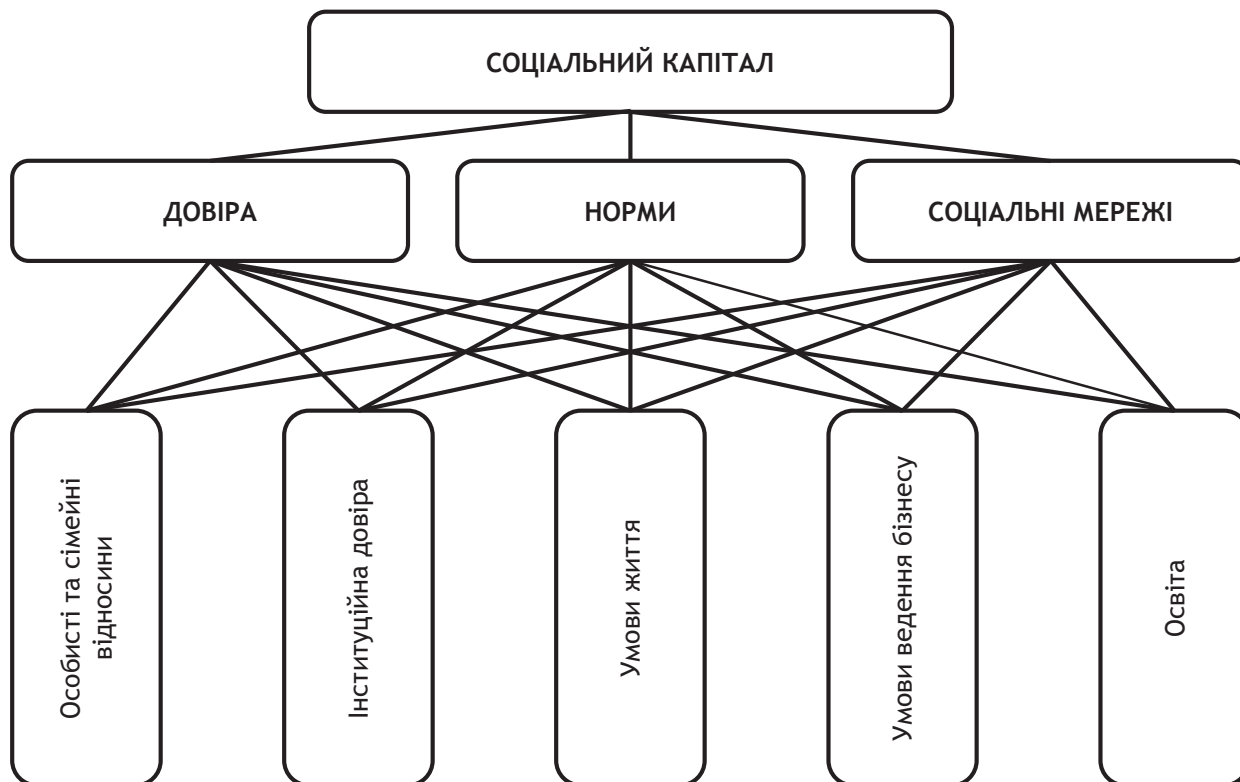 СОЦІАЛЬНИЙ КАПІТАЛ
ДОВІРА
НОРМИ
СОЦІАЛЬНІ МЕРЕЖІ
Особисті та сімейні
відносини
Інституційна довіра
Умови життя
Умови ведення бізнесу
Освіта